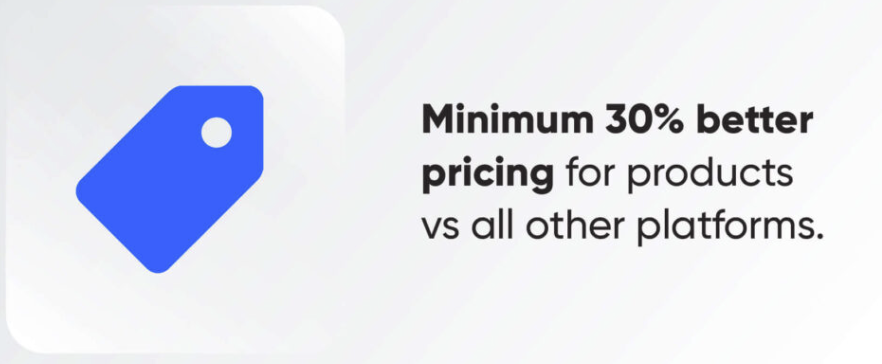 Minimum 30% better
pricing for products
vs all other platforms.